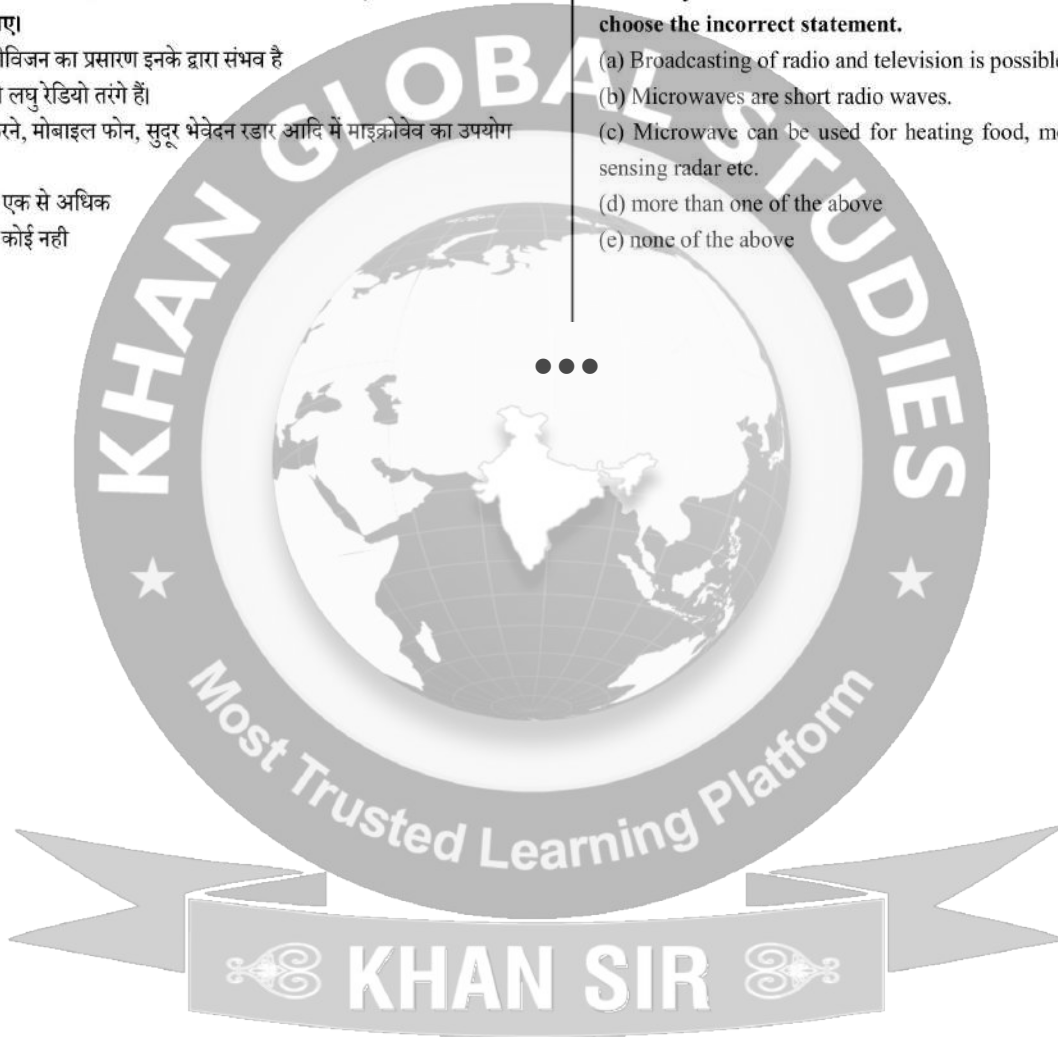 ए।
विजन का प्रसारण इनके द्वारा संभव है
लघु रेडियो तरंगे हैं।
मोबाइल फोन, सुदूर भेवेदन रडार आदि में माइक्रोवेव का उपयोग
एक से अधिक
कोई नही
choose the incorrect statement.
(a) Broadcasting of radio and television is possible
(b) Microwaves are short radio waves.
(c) Microwave can be used for heating food,
sensing radar etc.
(d) more than one of the above
(e) none of the above
KHAN GLOBAL STUDIES
Most Trusted Learning Platform
KHAN SIR